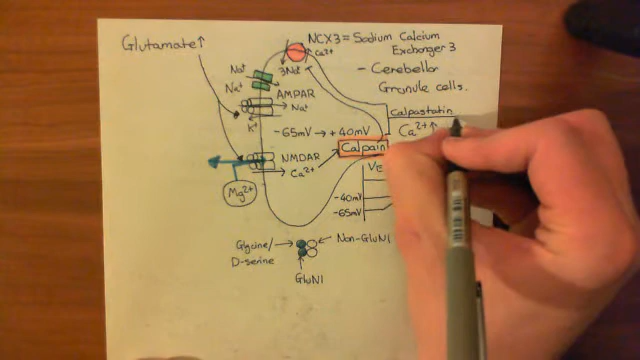 Glutamate↑
NCX3 = Sodium Calcium
Exchanger 3
Ca²⁺
3Na⁺
- Cerebellar
Granule cells.
Na⁺
Na⁺
AMPAR
Na⁺
K⁺
Calpastatin
Ca²⁺↑
-65mV → +40mV
Calpain
NMDAR
Ca²⁺
Mg²⁺
-40mV
-65mV
Glycine/
D-serine
Non-GluN1
GluN1